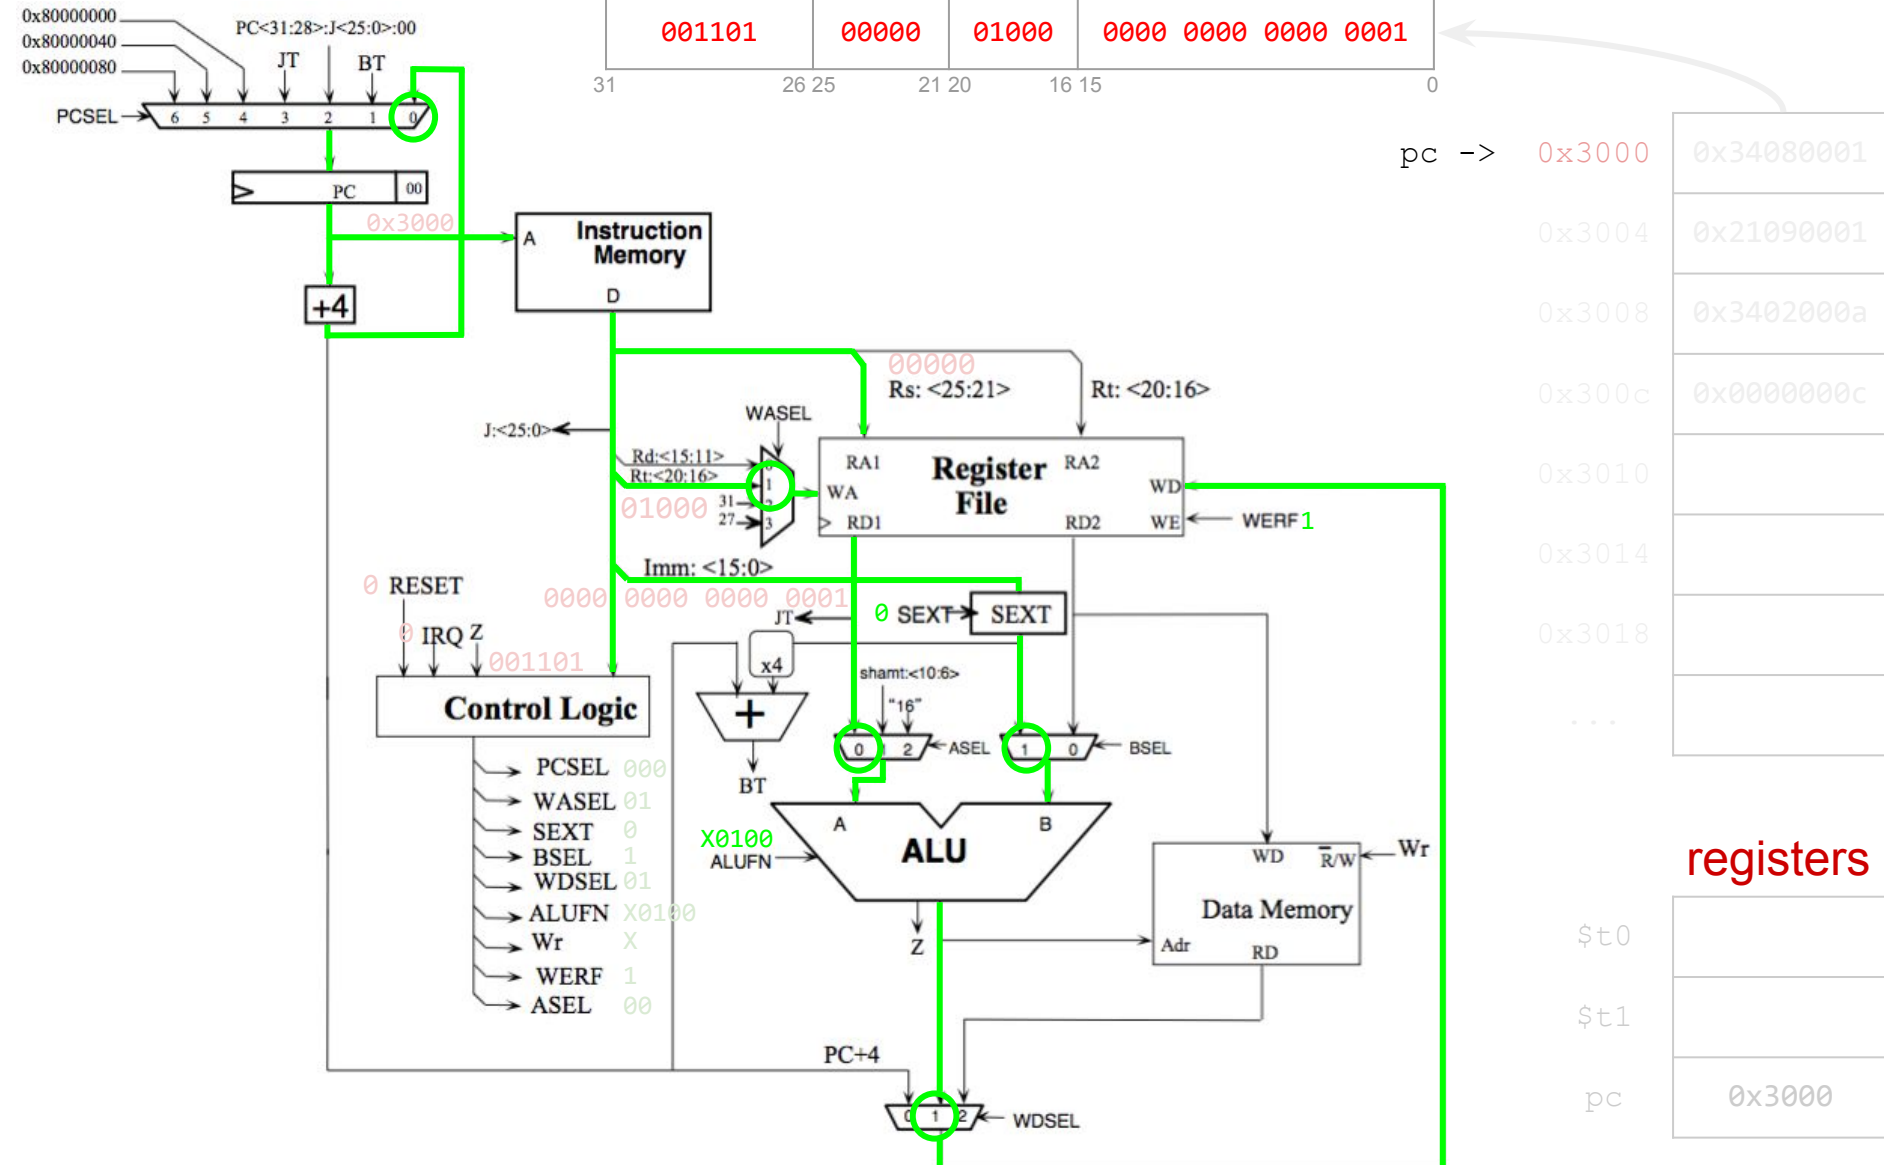 0x80000000
0x80000040
0x80000080
PC<31:28>:J<25:0>:00
JT
BT
PCSEL
6 5 4 3 2 1 0
001101 00000 01000 0000 0000 0000 0001
31 26 25 21 20 16 15 0
PC 00
0x3000
+4
A
Instruction
Memory
D
pc -> 0x3000 0x34080001
0x3004 0x21090001
0x3008 0x3402000a
0x300c 0x0000000c
0x3010
0x3014
0x3018
...
00000
Rs: <25:21>
Rt: <20:16>
WASEL
J:<25:0>
Rd:<15:11>
Rt:<20:16>
01000
31
27
0
1
2
3
RA1
Register
File
RA2
WA
WD
RD1
RD2
WE
WERF 1
Imm: <15:0>
0000 0000 0000 0001
JT
0 SEXT
SEXT
0 RESET
0 IRQ Z
001101
Control Logic
x4
+
BT
shamt:<10:6>
"16"
0 1 2
ASEL
1 0
BSEL
PCSEL 000
WASEL 01
SEXT 0
BSEL 1
WDSEL 01
ALUFN X0100
Wr X
WERF 1
ASEL 00
X0100
ALUFN
A
B
ALU
Z
WD
R/W
Wr
Data Memory
Adr
RD
PC+4
0 1 2
WDSEL
registers
$t0
$t1
pc 0x3000